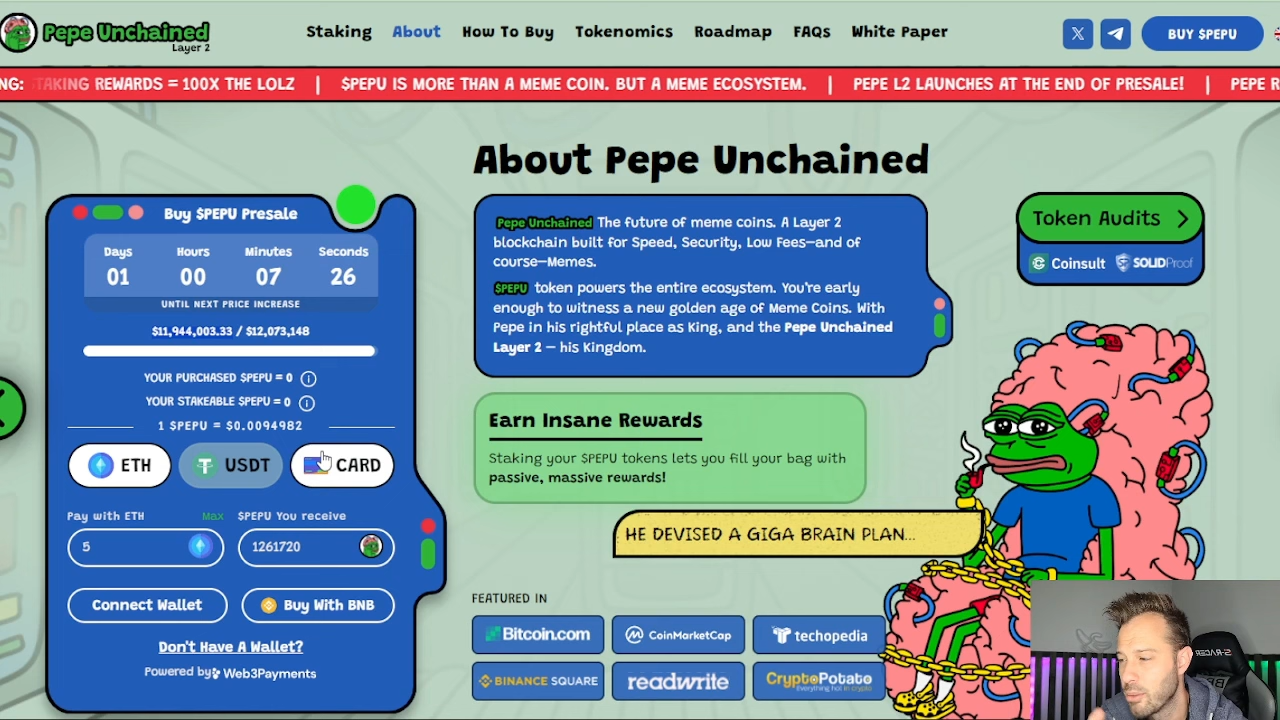 Pepe Unchained
Layer 2
Staking About How To Buy Tokenomics Roadmap FAQs White Paper
BUY $PEPU
NG: TAKING REWARDS = 100X THE LOLZ | $PEPU IS MORE THAN A MEME COIN. BUT A MEME ECOSYSTEM. | PEPE L2 LAUNCHES AT THE END OF PRESALE! | PEPE R
About Pepe Unchained
Buy $PEPU Presale
Days Hours Minutes Seconds
01 00 07 26
UNTIL NEXT PRICE INCREASE
$11,944,003.33 / $12,073,148
YOUR PURCHASED $PEPU = 0
YOUR STAKEABLE $PEPU = 0
1 $PEPU = $0.0094982
ETH USDT CARD
Pay with ETH Max $PEPU You receive
5 1261720
Connect Wallet Buy With BNB
Don't Have A Wallet?
Powered by Web3Payments
Pepe Unchained The future of meme coins. A Layer 2
blockchain built for Speed, Security, Low Fees—and of
course—Memes.
$PEPU token powers the entire ecosystem. You're early
enough to witness a new golden age of Meme Coins. With
Pepe in his rightful place as King, and the Pepe Unchained
Layer 2 — his Kingdom.
Earn Insane Rewards
Staking your $PEPU tokens lets you fill your bag with
passive, massive rewards!
HE DEVISED A GIGA BRAIN PLAN...
FEATURED IN
Bitcoin.com CoinMarketCap techopedia
BINANCE SQUARE readwrite CryptoPotato
Everything hot in crypto
Token Audits
Coinsult SOLIDProof